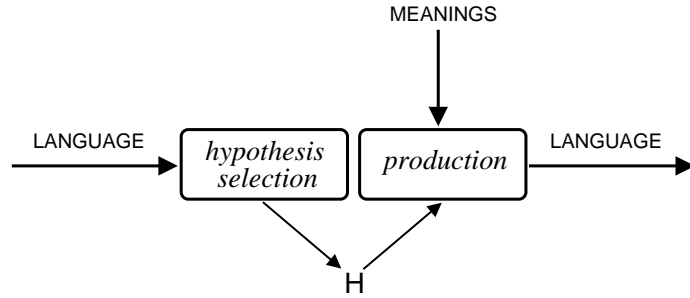 MEANINGS
LANGUAGE
hypothesis
selection
production
LANGUAGE
H